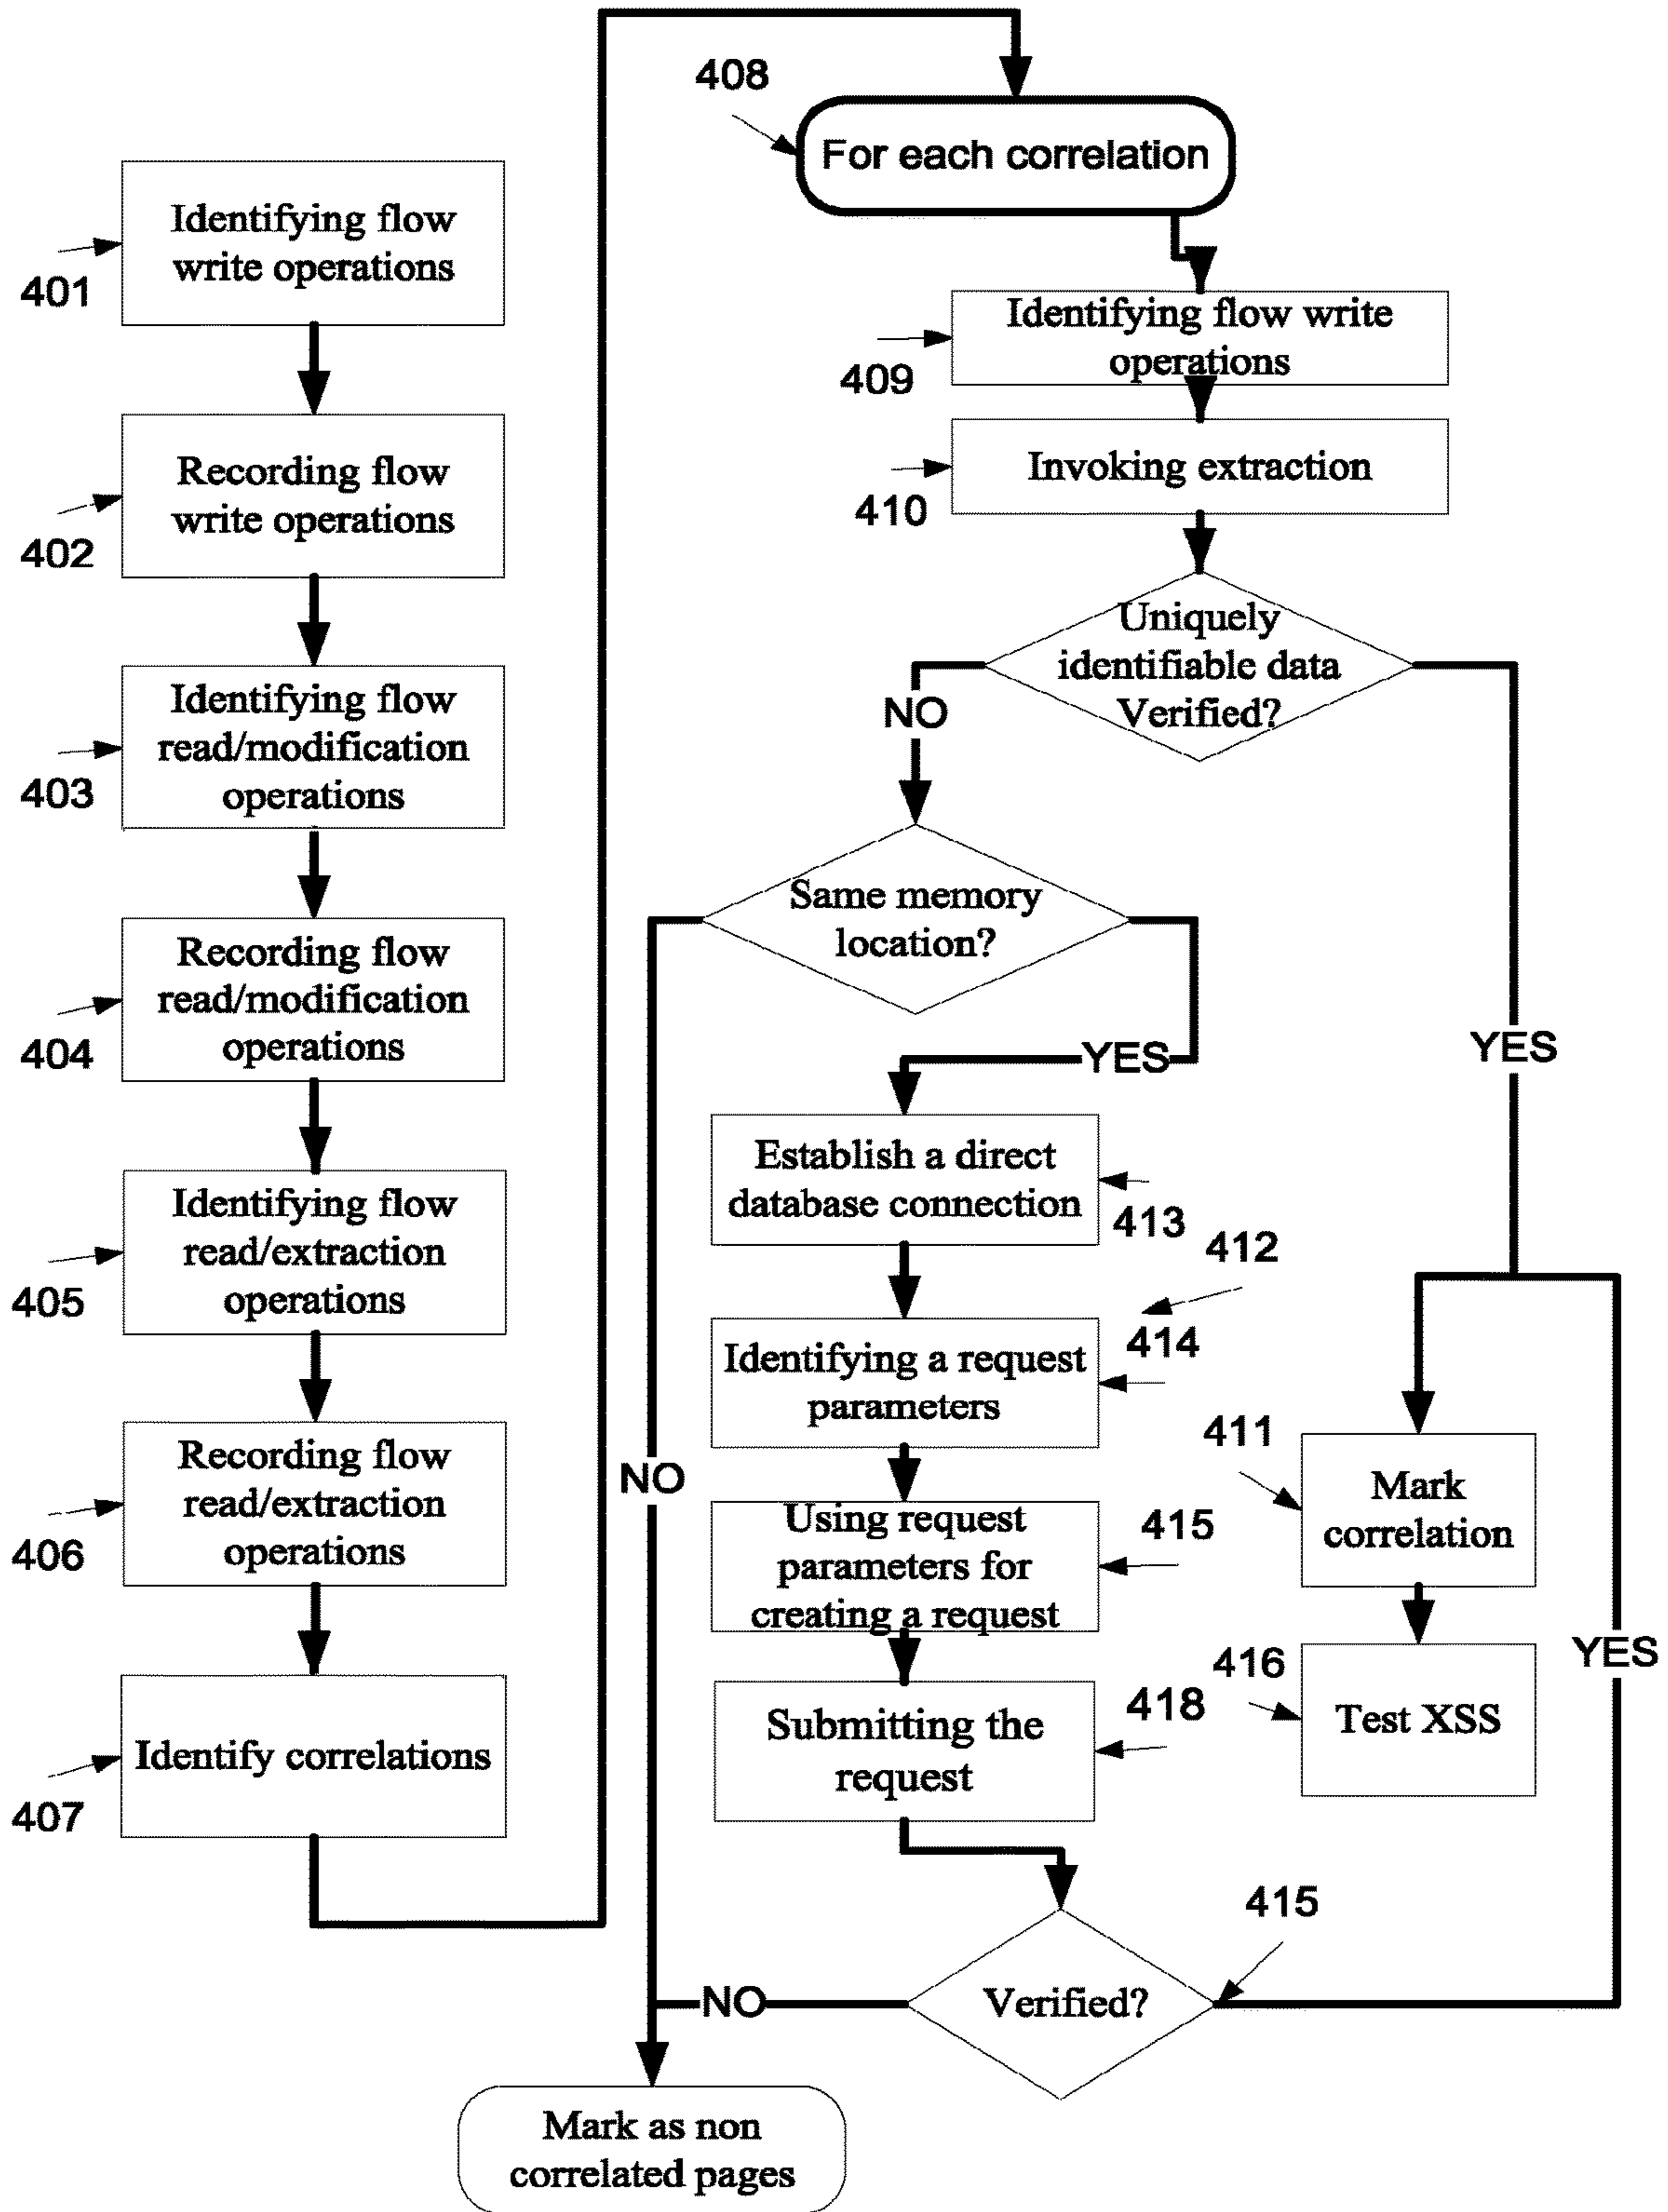 Identifying flow
write operations
401
Recording flow
write operations
402
Identifying flow
read/modification
operations
403
Recording flow
read/modification
operations
404
Identifying flow
read/extraction
operations
405
Recording flow
read/extraction
operations
406
Identify correlations
407
408
For each correlation
Identifying flow write
operations
409
Invoking extraction
410
Uniquely
identifiable data
Verified?
NO
YES
Same memory
location?
NO
YES
Establish a direct
database connection
413
412
Identifying a request
parameters
414
Using request
parameters for
creating a request
415
Submitting the
request
418
411
Mark
correlation
416
Test XSS
YES
415
Verified?
NO
Mark as non
correlated pages